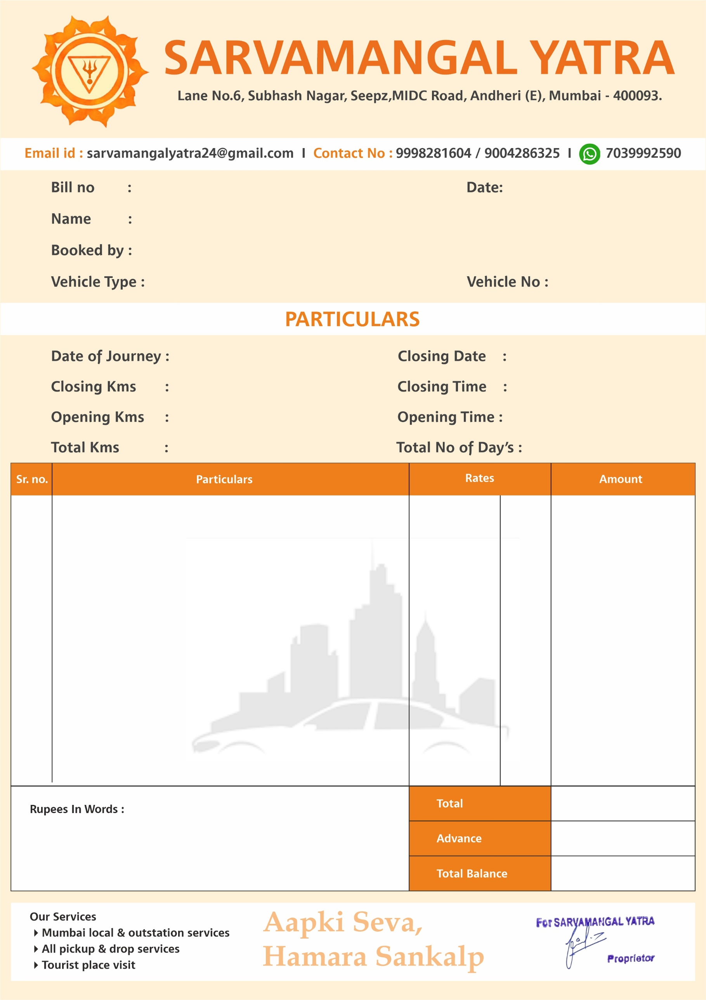 SARVAMANGAL YATRA
Lane No.6, Subhash Nagar, Seepz,MIDC Road, Andheri (E), Mumbai - 400093.
Email id : sarvamangalyatra24@gmail.com I Contact No : 9998281604 / 9004286325 I 7039992590
Bill no : Date:
Name :
Booked by :
Vehicle Type : Vehicle No :
PARTICULARS
Date of Journey : Closing Date :
Closing Kms : Closing Time :
Opening Kms : Opening Time :
Total Kms : Total No of Day’s :
Sr. no. Particulars Rates Amount
Rupees In Words :
Total
Advance
Total Balance
Our Services
Mumbai local & outstation services
All pickup & drop services
Tourist place visit
Aapki Seva,
Hamara Sankalp
For SARVAMANGAL YATRA
Proprietor